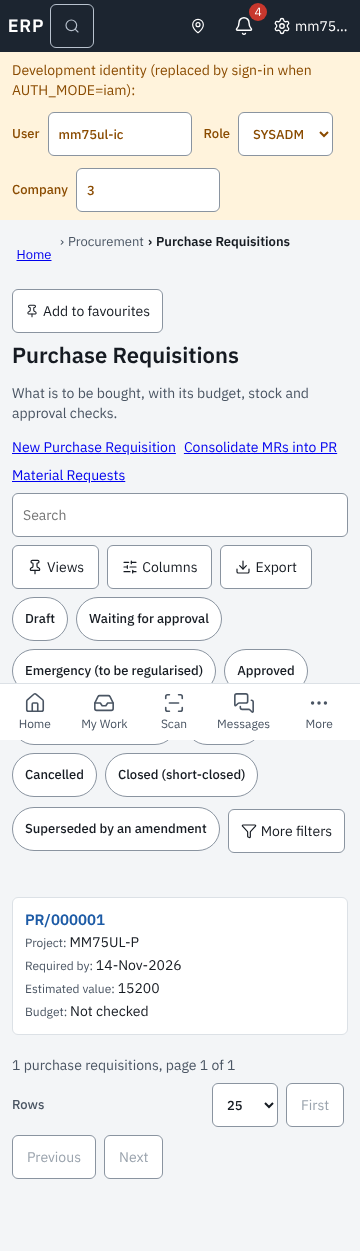 ERP
4
mm75...
Development identity (replaced by sign-in when
AUTH_MODE=iam):
User mm75ul-ic Role SYSADM
Company 3
Home › Procurement › Purchase Requisitions
Add to favourites
Purchase Requisitions
What is to be bought, with its budget, stock and
approval checks.
New Purchase Requisition Consolidate MRs into PR
Material Requests
Search
Views Columns Export
Draft Waiting for approval
Emergency (to be regularised) Approved
Home My Work Scan Messages More
Cancelled Closed (short-closed)
Superseded by an amendment More filters
PR/000001
Project: MM75UL-P
Required by: 14-Nov-2026
Estimated value: 15200
Budget: Not checked
1 purchase requisitions, page 1 of 1
Rows 25 First
Previous Next